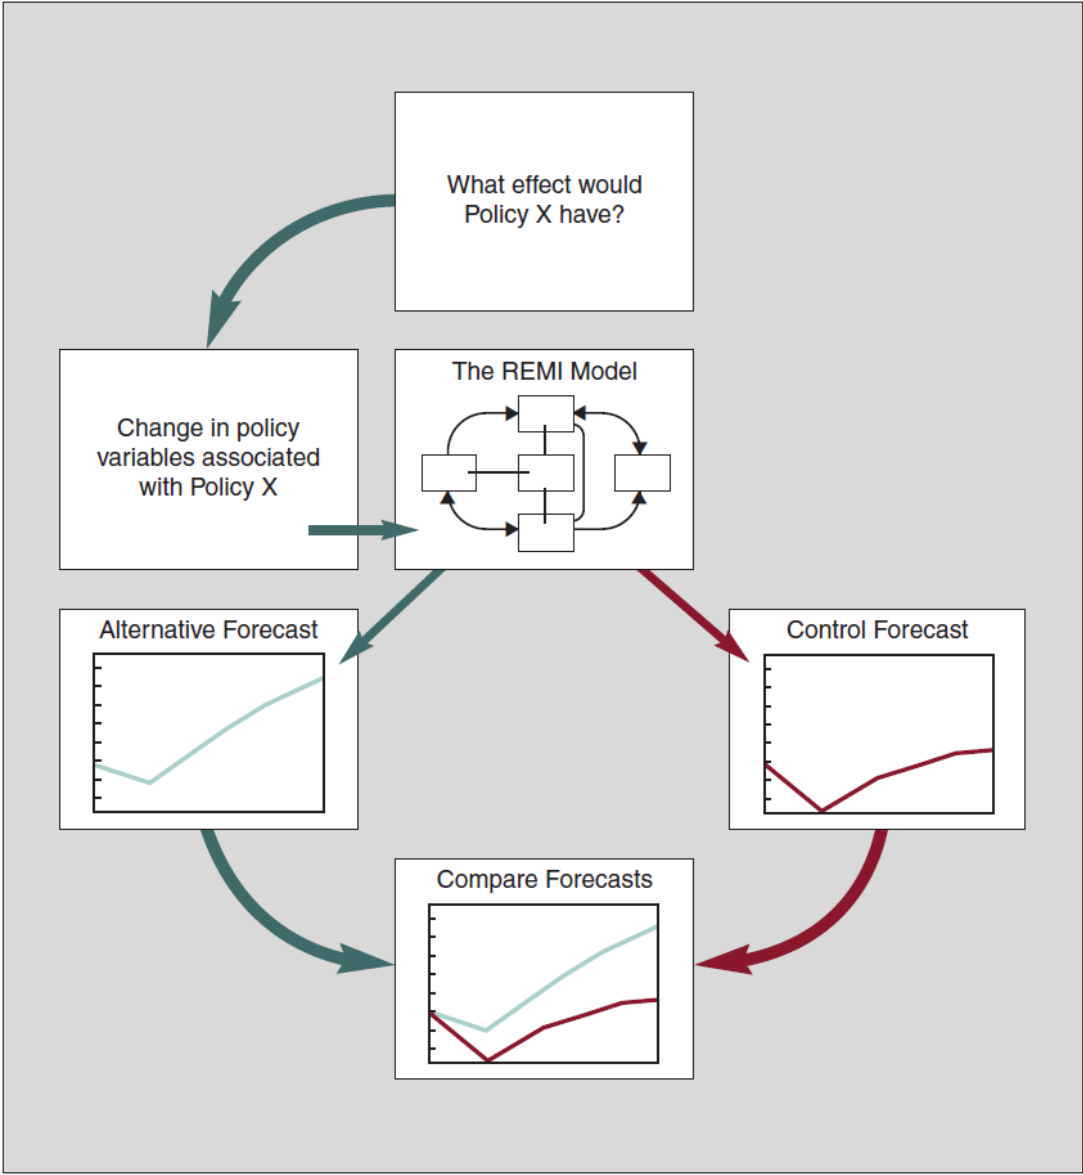 What effect would
Policy X have?
Change in policy
variables associated
with Policy X
The REMI Model
Alternative Forecast
Control Forecast
Compare Forecasts